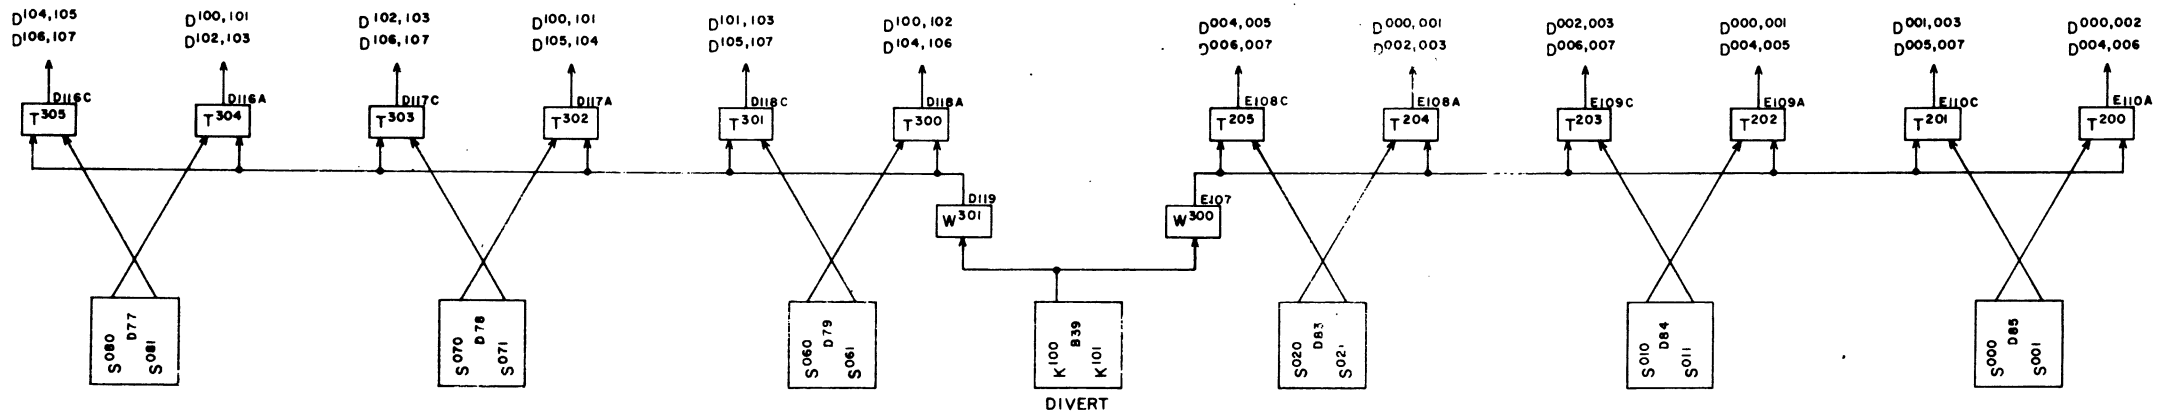 D104,105 D100,101 D102,103 D100,101 D101,103 D100,102 D004,005 D000,001 D002,003 D000,001 D001,003 D000,002
D106,107 D102,103 D106,107 D105,104 D105,107 D104,106 D006,007 D002,003 D006,007 D004,005 D005,007 D004,006
D116C D116A D117C D117A D118C D118A E108C E108A E109C E109A E110C E110A
T305 T304 T303 T302 T301 T300 T205 T204 T203 T202 T201 T200
D119 E107
W301 W300
S080 D77 S081
S070 D78 S071
S060 D79 S061
K100 B39 K101
S020 D83 S021
S010 D84 S011
S000 D85 S001
DIVERT